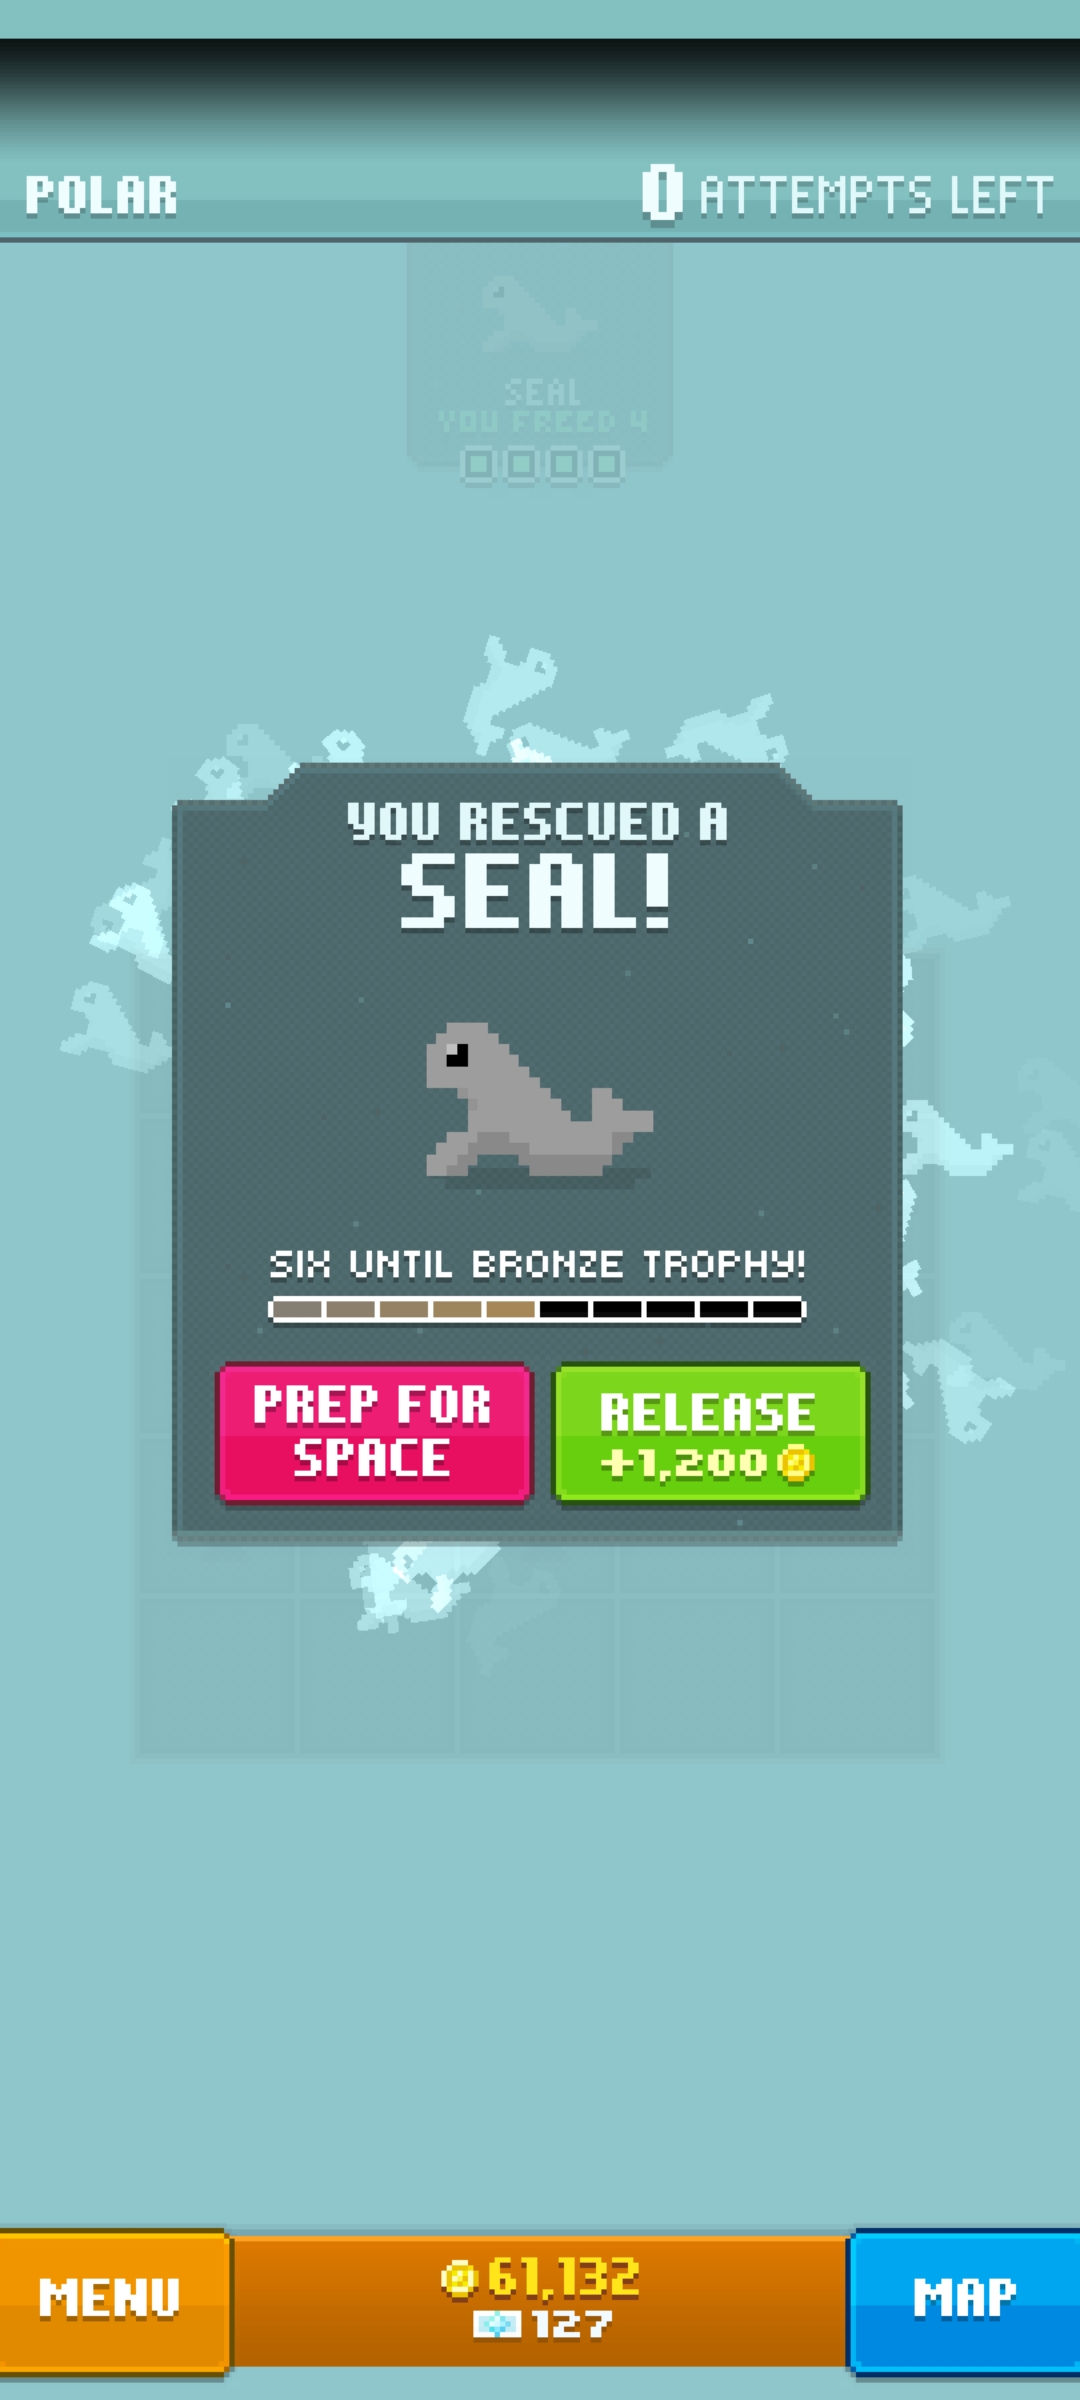 POLAR
0 ATTEMPTS LEFT
SEAL
YOU FREED 4
YOU RESCUED A
SEAL!
SIX UNTIL BRONZE TROPHY!
PREP FOR
SPACE
RELEASE
+1,200
MENU
61,132
127
MAP